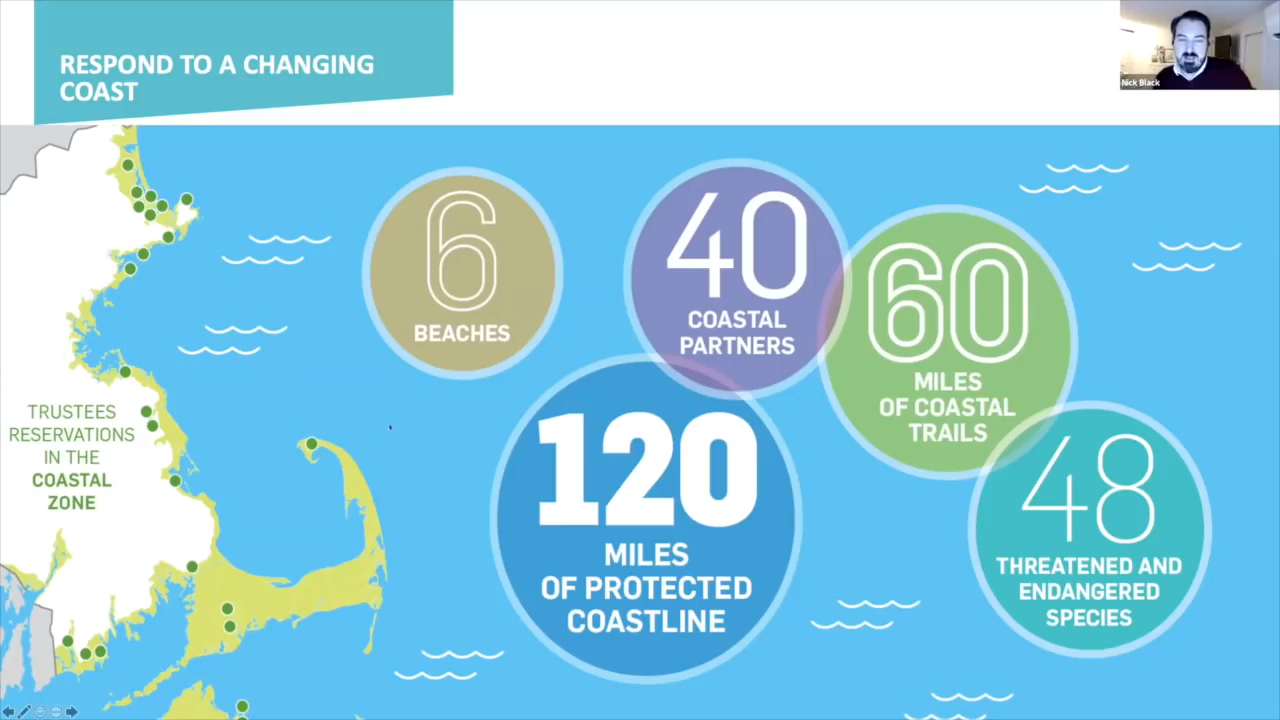 RESPOND TO A CHANGING
COAST
Nick Black
6
BEACHES
40
COASTAL
PARTNERS
60
MILES
OF COASTAL
TRAILS
120
MILES
OF PROTECTED
COASTLINE
48
THREATENED AND
ENDANGERED
SPECIES
TRUSTEES
RESERVATIONS
IN THE
COASTAL
ZONE